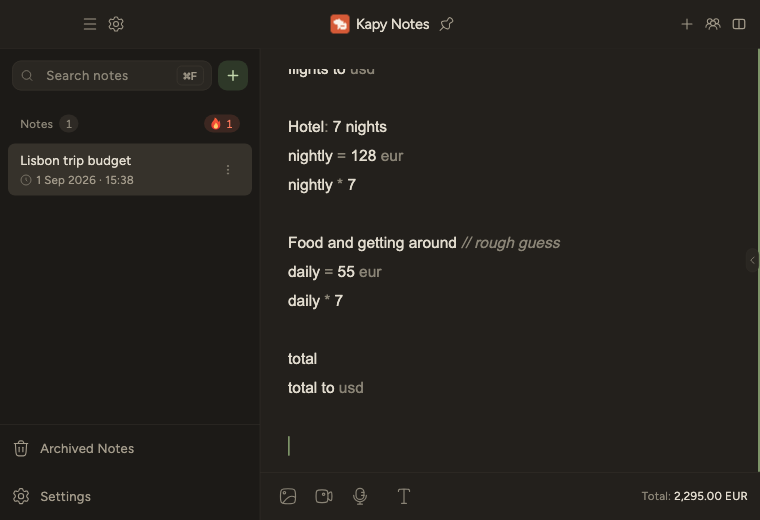 Kapy Notes
Search notes
⌘F
Notes 1
🔥 1
Lisbon trip budget
1 Sep 2026 · 15:38
Archived Notes
Settings
flights to usd
Hotel: 7 nights
nightly = 128 eur
nightly * 7
Food and getting around // rough guess
daily = 55 eur
daily * 7
total
total to usd
Total: 2,295.00 EUR